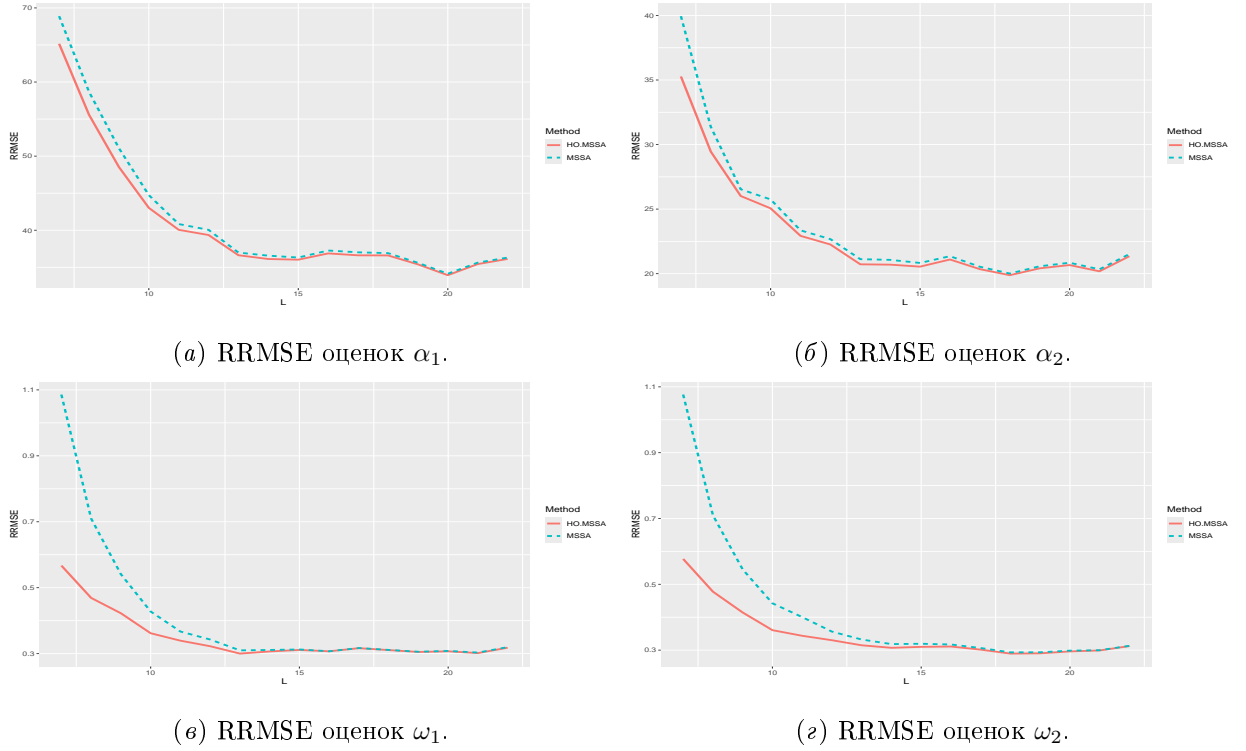 70
60
50
40
RRMSE
10
15
20
L
Method
HO.MSSA
MSSA
(а) RRMSE оценок α₁.
40
35
30
25
20
RRMSE
10
15
20
L
Method
HO.MSSA
MSSA
(б) RRMSE оценок α₂.
1.1
0.9
0.7
0.5
0.3
RRMSE
10
15
20
L
Method
HO.MSSA
MSSA
(в) RRMSE оценок ω₁.
1.1
0.9
0.7
0.5
0.3
RRMSE
10
15
20
L
Method
HO.MSSA
MSSA
(г) RRMSE оценок ω₂.